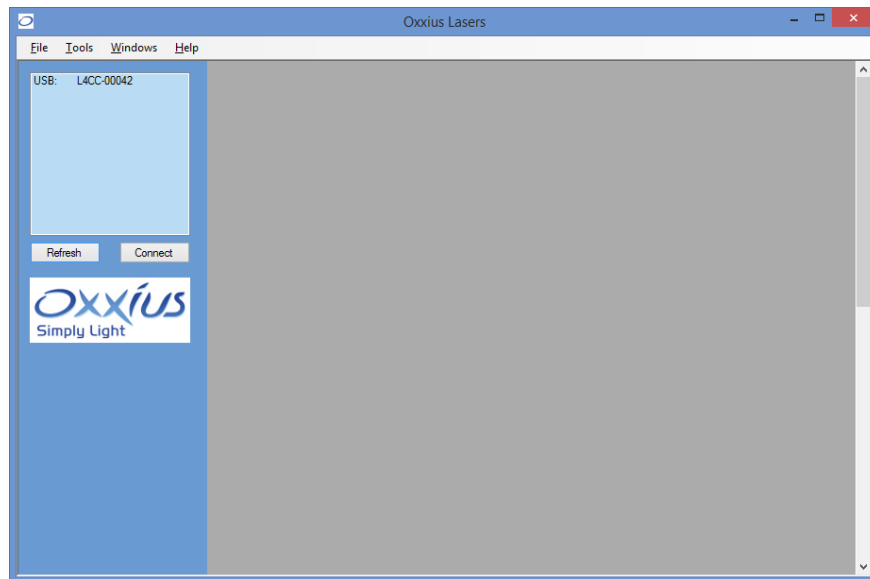 Oxxius Lasers
File Tools Windows Help
USB: L4CC-00042
Refresh Connect
Oxxius
Simply Light